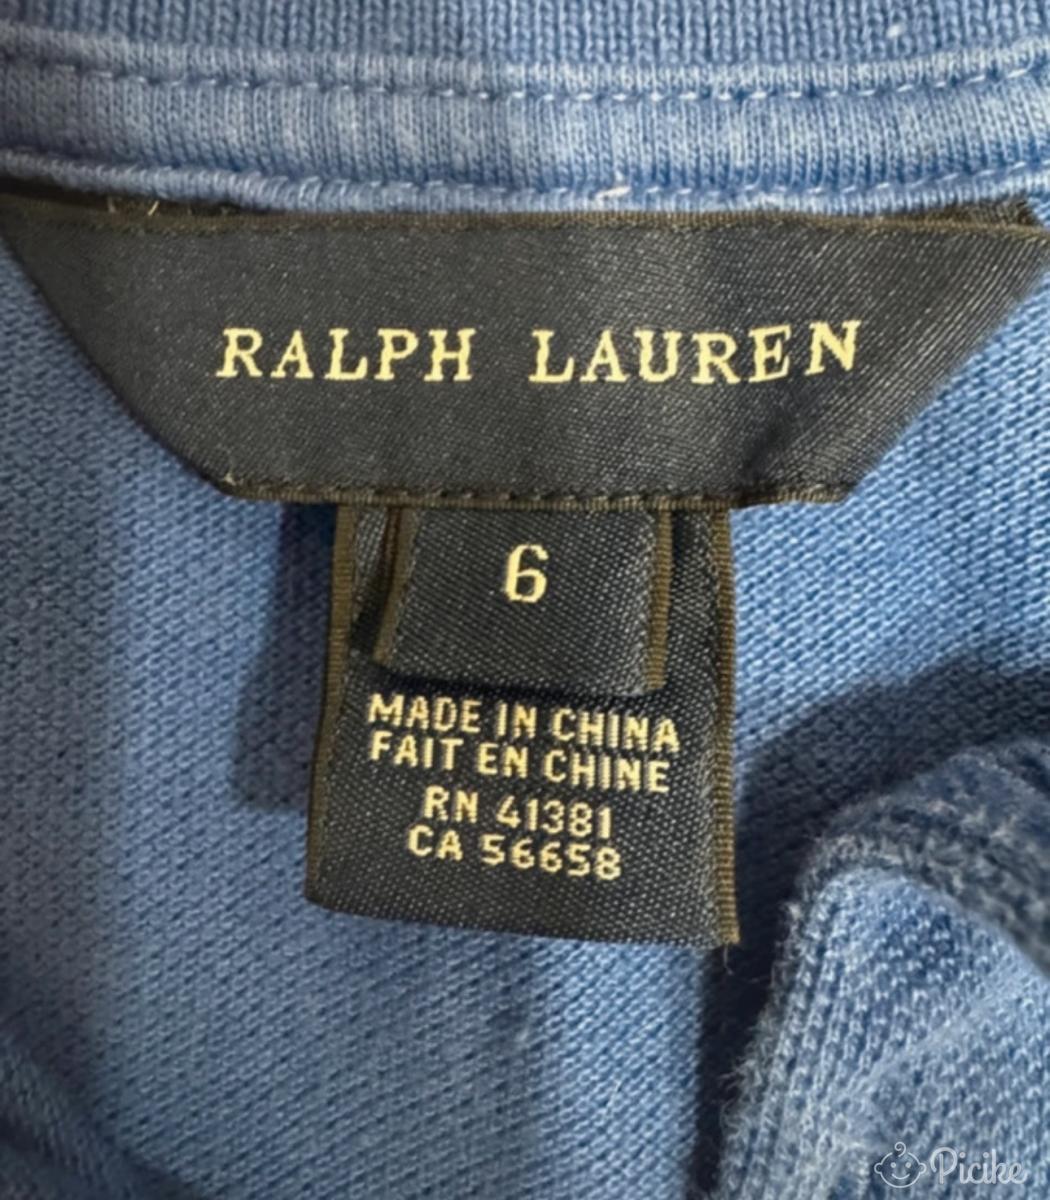 RALPH LAUREN
6
MADE IN CHINA
FAIT EN CHINE
RN 41381
CA 56658
Picike